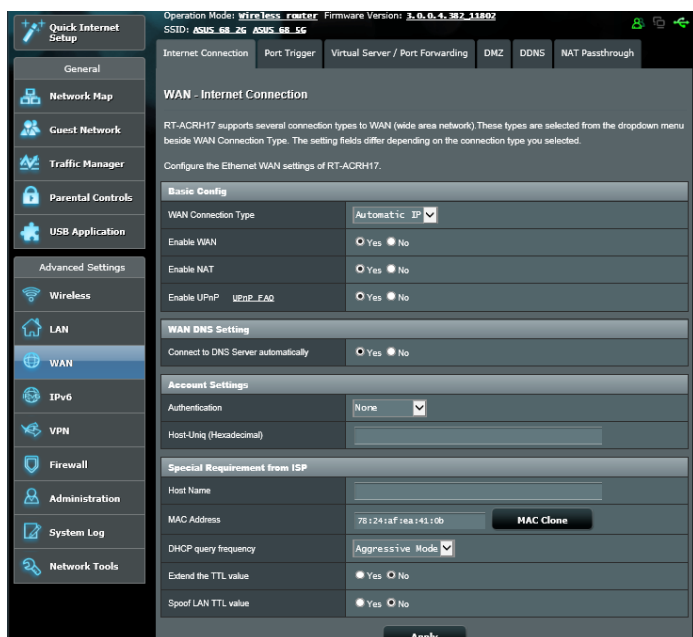 Operation Mode: Wireless router Firmware Version: 3.0.0.4.382_11802
SSID: ASUS_68_2G ASUS_68_5G
Quick Internet Setup
General
Network Map
Guest Network
Traffic Manager
Parental Controls
USB Application
Advanced Settings
Wireless
LAN
WAN
IPv6
VPN
Firewall
Administration
System Log
Network Tools
Internet Connection Port Trigger Virtual Server / Port Forwarding DMZ DDNS NAT Passthrough
WAN - Internet Connection
RT-ACRH17 supports several connection types to WAN (wide area network).These types are selected from the dropdown menu
beside WAN Connection Type. The setting fields differ depending on the connection type you selected.
Configure the Ethernet WAN settings of RT-ACRH17.
Basic Config
WAN Connection Type Automatic IP
Enable WAN Yes No
Enable NAT Yes No
Enable UPnP UPnP FAQ Yes No
WAN DNS Setting
Connect to DNS Server automatically Yes No
Account Settings
Authentication None
Host-Uniq (Hexadecimal)
Special Requirement from ISP
Host Name
MAC Address 78:24:af:ea:41:0b MAC Clone
DHCP query frequency Aggressive Mode
Extend the TTL value Yes No
Spoof LAN TTL value Yes No
Apply